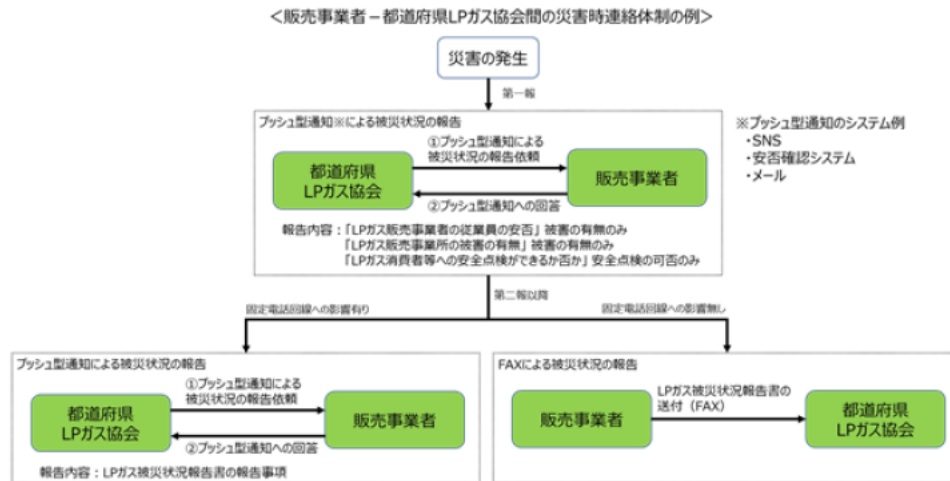 ＜販売事業者－都道府県LPガス協会間の災害時連絡体制の例＞
災害の発生
第一報
プッシュ型通知※による被災状況の報告
①プッシュ型通知による
被災状況の報告依頼
都道府県
LPガス協会
販売事業者
②プッシュ型通知への回答
報告内容：「LPガス販売事業者の従業員の安否」被害の有無のみ
「LPガス販売事業所の被害の有無」被害の有無のみ
「LPガス消費者等への安全点検ができるか否か」安全点検の可否のみ
※プッシュ型通知のシステム例
・SNS
・安否確認システム
・メール
第二報以降
固定電話回線への影響有り
固定電話回線への影響無し
プッシュ型通知による被災状況の報告
①プッシュ型通知による
被災状況の報告依頼
都道府県
LPガス協会
販売事業者
②プッシュ型通知への回答
報告内容：LPガス被災状況報告書の報告事項
FAXによる被災状況の報告
販売事業者
LPガス被災状況報告書の
送付（FAX）
都道府県
LPガス協会